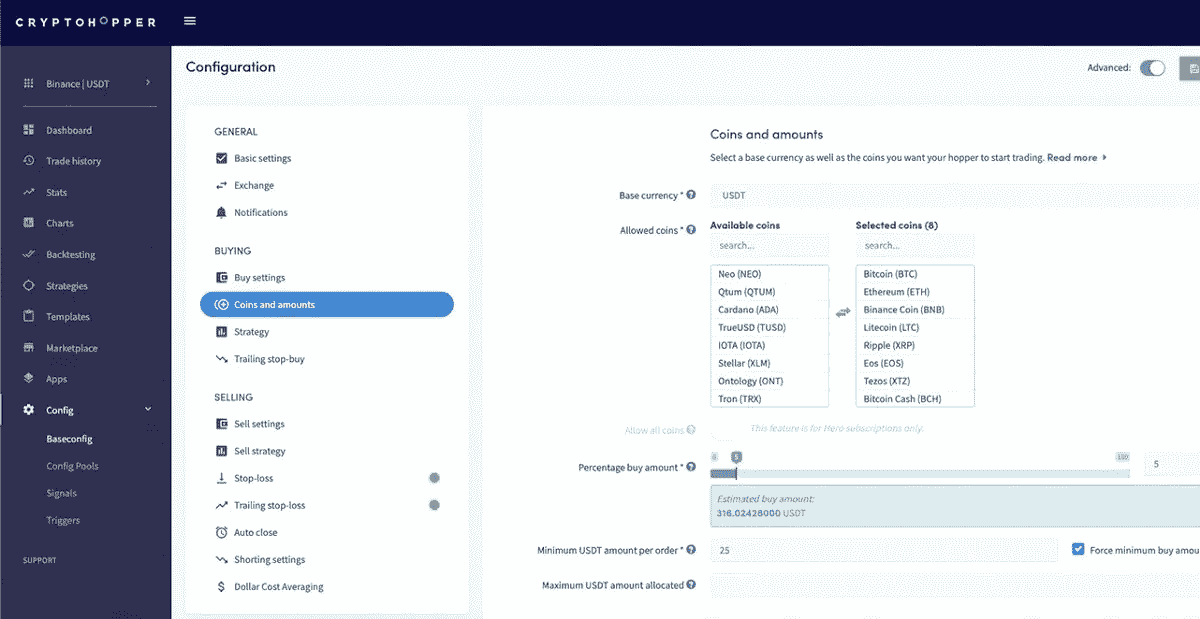 CRYPTOHOPPER
Binance | USDT
Dashboard
Trade history
Stats
Charts
Backtesting
Strategies
Templates
Marketplace
Apps
Config
Baseconfig
Config Pools
Signals
Triggers
SUPPORT
Configuration
Advanced:
GENERAL
Basic settings
Exchange
Notifications
BUYING
Buy settings
Coins and amounts
Strategy
Trailing stop-buy
SELLING
Sell settings
Sell strategy
Stop-loss
Trailing stop-loss
Auto close
Shorting settings
Dollar Cost Averaging
Coins and amounts
Select a base currency as well as the coins you want your hopper to start trading. Read more
Base currency * USDT
Allowed coins *
Available coins
search...
Neo (NEO)
Qtum (QTUM)
Cardano (ADA)
TrueUSD (TUSD)
IOTA (IOTA)
Stellar (XLM)
Ontology (ONT)
Tron (TRX)
Selected coins (8)
search...
Bitcoin (BTC)
Ethereum (ETH)
Binance Coin (BNB)
Litecoin (LTC)
Ripple (XRP)
Eos (EOS)
Tezos (XTZ)
Bitcoin Cash (BCH)
Allow all coins This feature is for Hero subscriptions only.
Percentage buy amount * 5 100 5
Estimated buy amount:
316.02428000 USDT
Minimum USDT amount per order * 25 Force minimum buy amou
Maximum USDT amount allocated